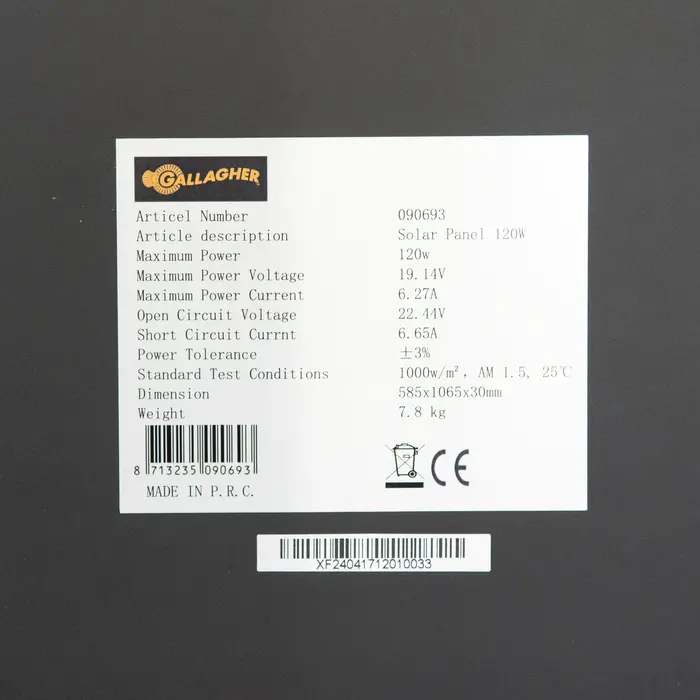 GALLAGHER
Articel Number 090693
Article description Solar Panel 120W
Maximum Power 120w
Maximum Power Voltage 19.14V
Maximum Power Current 6.27A
Open Circuit Voltage 22.44V
Short Circuit Currnt 6.65A
Power Tolerance ±3%
Standard Test Conditions 1000w/m², AM 1.5, 25℃
Dimension 585x1065x30mm
Weight 7.8 kg
8 713235 090693
MADE IN P.R.C.
CE
XF24041712010033